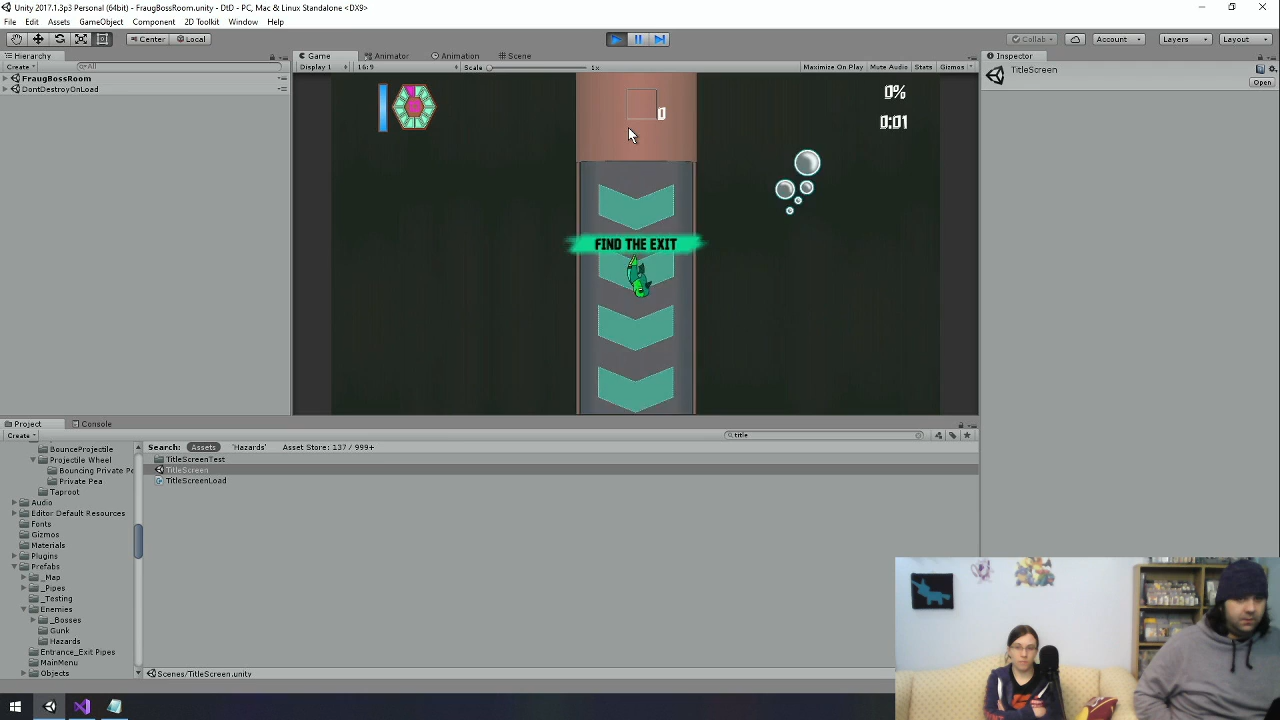 Unity 2017.1.3p3 Personal (64bit) - FraugBossRoom.unity - DtD - PC, Mac & Linux Standalone <DX9>
File Edit Assets GameObject Component 2D Toolkit Window Help
Center Local Collab Account Layers Layout
Hierarchy Game Animator Animation Scene Inspector
Create All Display 1 16:9 Scale 1x Maximize On Play Mute Audio Stats Gizmos TitleScreen
FraugBossRoom
Open
DontDestroyOnLoad
0%
0
0:01
FIND THE EXIT
Project Console
Create title
BounceProjectile Search: Assets 'Hazards' Asset Store: 137 / 999+
Projectile Wheel TitleScreenTest
Bouncing Private Pe TitleScreen
Private Pea TitleScreenLoad
Taproot
Audio
Editor Default Resources
Fonts
Gizmos
Materials
Plugins
Prefabs
_Map
_Pipes
_Testing
Enemies
_Bosses
Gunk
Hazards
Entrance_Exit Pipes
MainMenu
Objects Scenes/TitleScreen.unity